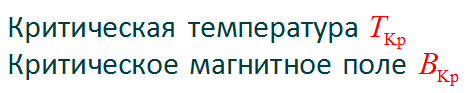 Критическая температура Tкр
Критическое магнитное поле Bкр